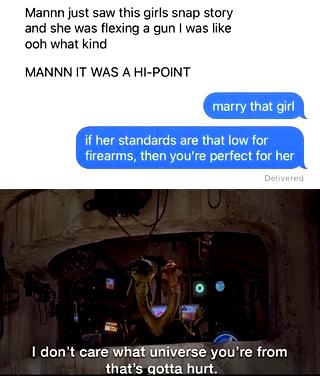 Mannn just saw this girls snap story
and she was flexing a gun I was like
ooh what kind
MANNN IT WAS A HI-POINT
marry that girl
if her standards are that low for
firearms, then you're perfect for her
Delivered
I don't care what universe you're from
that's gotta hurt.